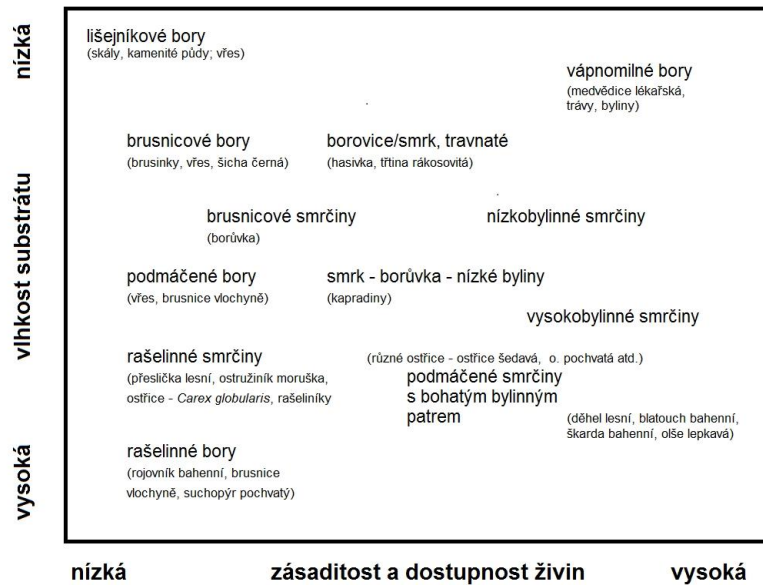 lišejníkové bory
(skály, kamenité půdy; vřes)
vápnomilné bory
(medvědice lékařská,
trávy, byliny)
brusnicové bory
(brusinky, vřes, šicha černá)
borovice/smrk, travnaté
(hasivka, třtina rákosovitá)
brusnicové smrčiny
(borůvka)
nízkobylinné smrčiny
podmáčené bory
(vřes, brusnice vlochyně)
smrk - borůvka - nízké byliny
(kapradiny)
vysokobylinné smrčiny
rašelinné smrčiny
(přeslička lesní, ostružiník moruška,
ostřice - Carex globularis, rašeliníky
(různé ostřice - ostřice šedavá, o. pochvatá atd.)
podmáčené smrčiny
s bohatým bylinným
patrem
(děhel lesní, blatouch bahenní,
škarda bahenní, olše lepkavá)
rašelinné bory
(rojovník bahenní, brusnice
vlochyně, suchopýr pochvatý)
nízká
vlhkost substrátu
vysoká
nízká
zásaditost a dostupnost živin
vysoká